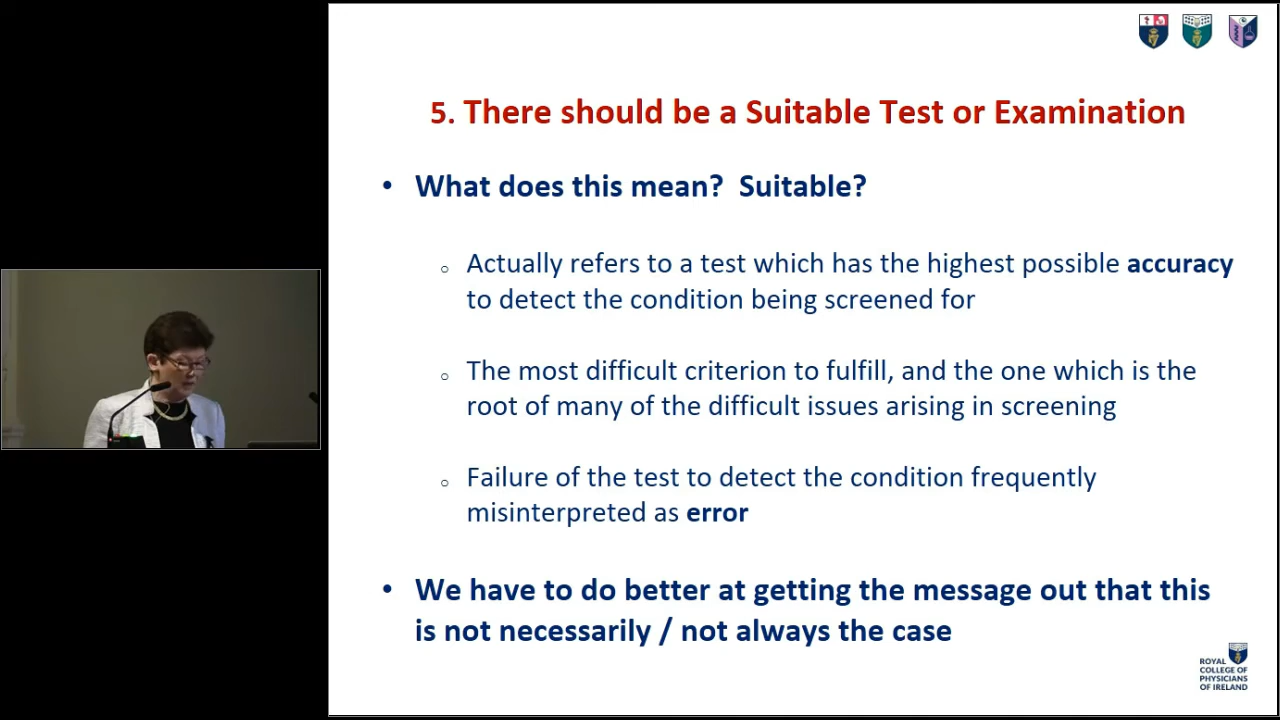 5. There should be a Suitable Test or Examination
• What does this mean?  Suitable?
o Actually refers to a test which has the highest possible accuracy
to detect the condition being screened for
o The most difficult criterion to fulfill, and the one which is the
root of many of the difficult issues arising in screening
o Failure of the test to detect the condition frequently
misinterpreted as error
• We have to do better at getting the message out that this
is not necessarily / not always the case
ROYAL
COLLEGE OF
PHYSICIANS
OF IRELAND